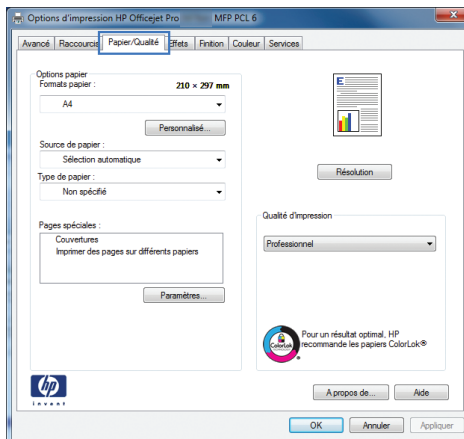 Options d'impression HP Officejet Pro MFP PCL 6
Avancé Raccourcis Papier/Qualité Effets Finition Couleur Services
Options papier
Formats papier : 210 × 297 mm
A4
Personnalisé...
Source de papier :
Sélection automatique
Type de papier :
Non spécifié
Pages spéciales :
Couvertures
Imprimer des pages sur différents papiers
Paramètres...
E
Résolution
Qualité d'impression
Professionnel
ColorLok
Pour un résultat optimal, HP
recommande les papiers ColorLok®
hp
invent
A propos de... Aide
OK Annuler Appliquer